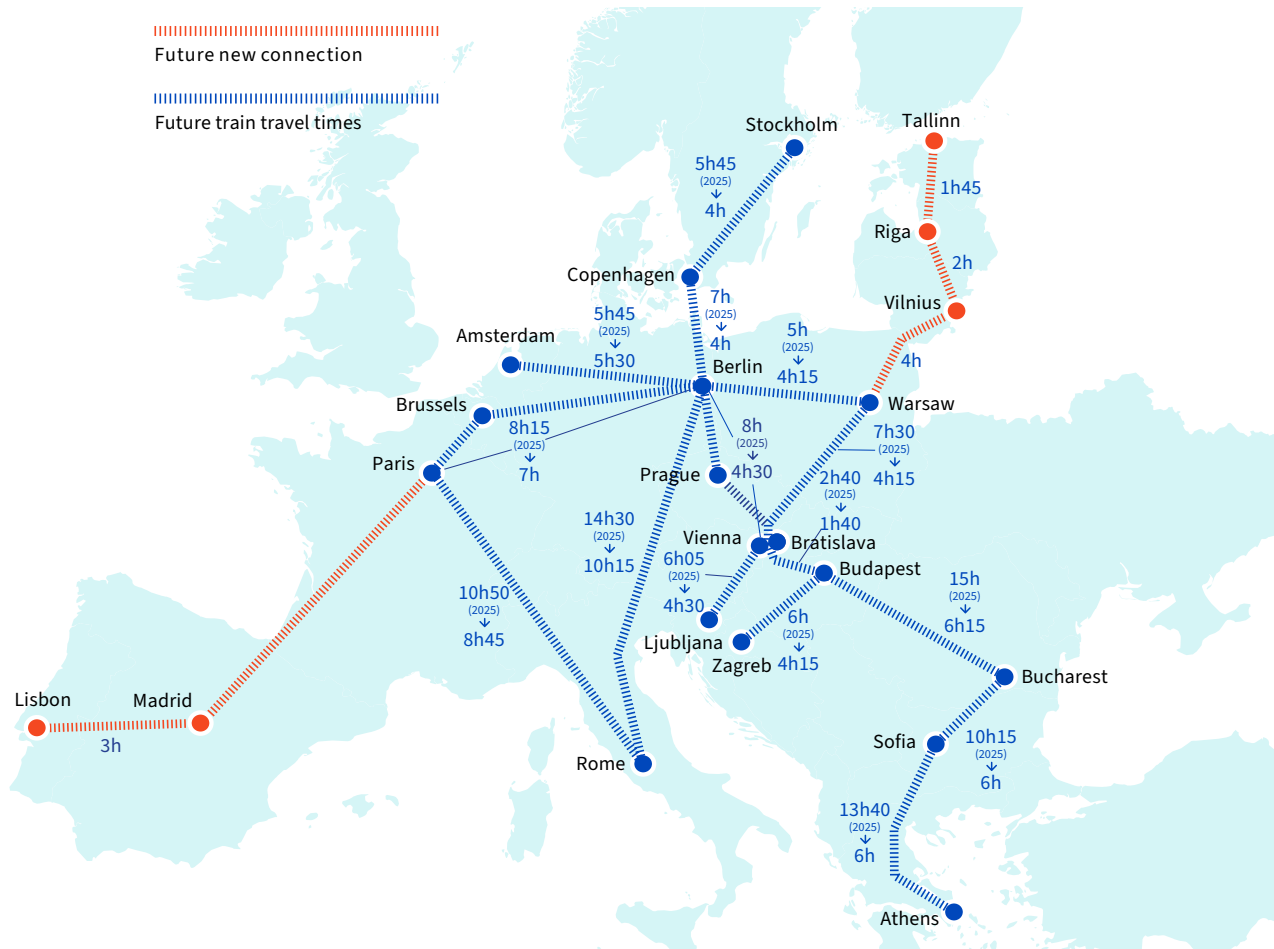 Future new connection
Future train travel times
Stockholm
Tallinn
5h45
(2025)
4h
1h45
Riga
2h
Copenhagen
Vilnius
7h
(2025)
4h
5h45
(2025)
5h30
Amsterdam
5h
(2025)
4h15
4h
Berlin
Brussels
Warsaw
8h15
(2025)
7h
8h
(2025)
4h30
7h30
(2025)
4h15
Paris
Prague
2h40
(2025)
1h40
14h30
(2025)
10h15
Vienna
Bratislava
6h05
(2025)
4h30
Budapest
15h
(2025)
6h15
10h50
(2025)
8h45
6h
(2025)
4h15
Ljubljana
Zagreb
Bucharest
Lisbon
Madrid
3h
Sofia
10h15
(2025)
6h
Rome
13h40
(2025)
6h
Athens